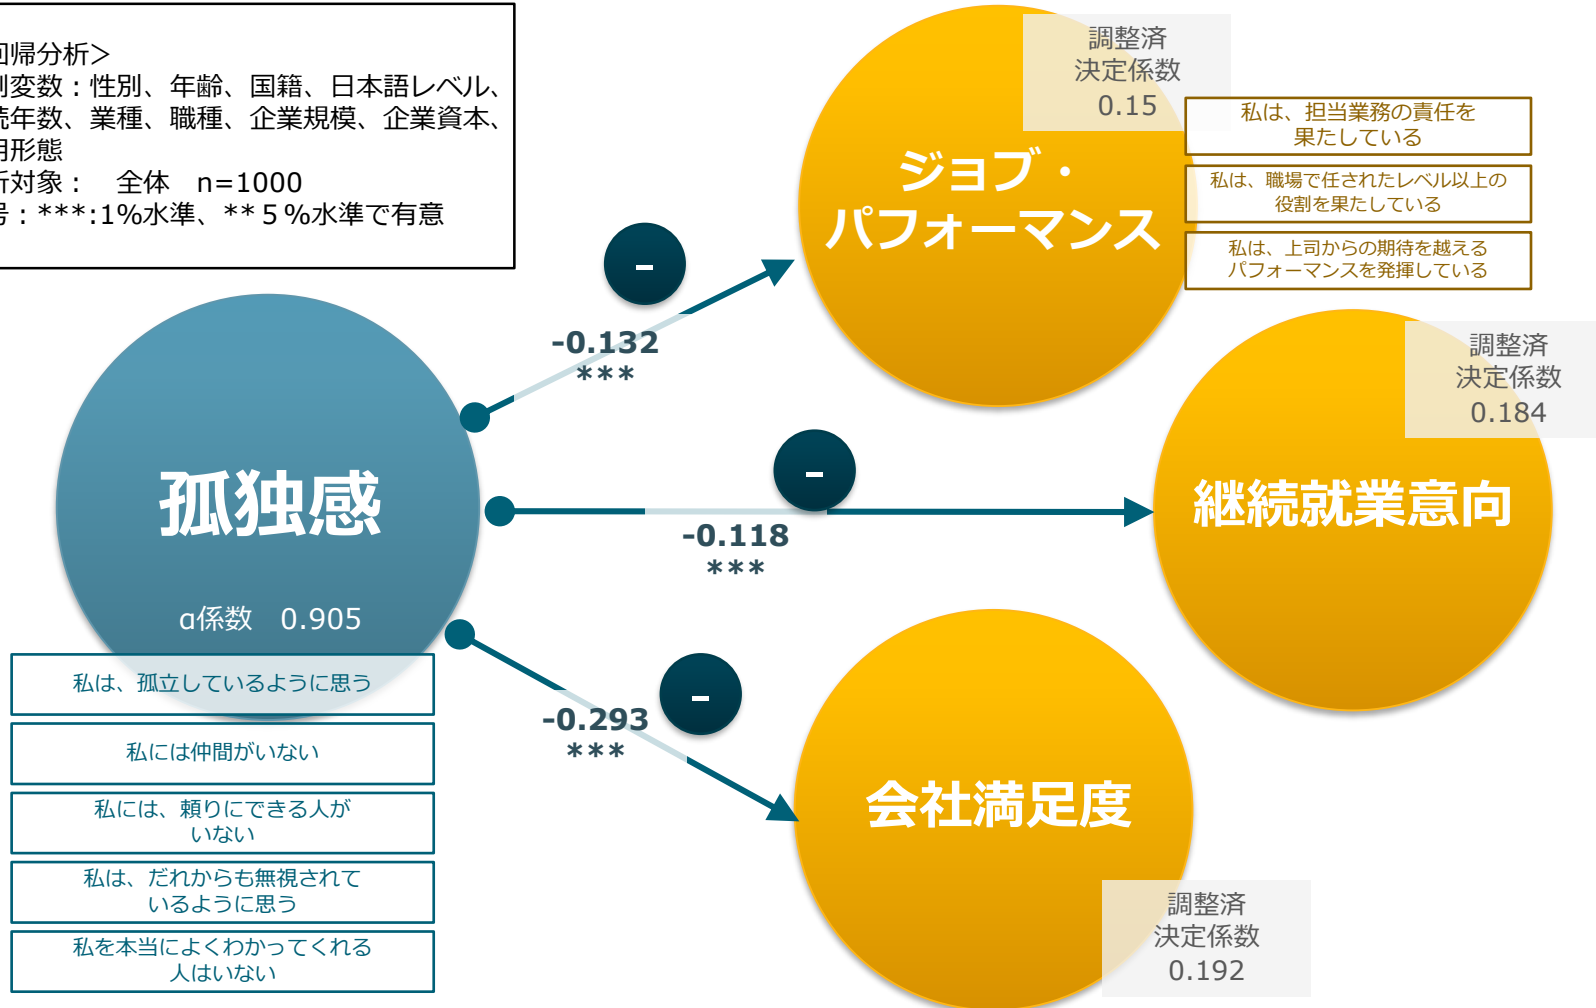 回帰分析＞
変数：性別、年齢、国籍、日本語レベル、
年数、業種、職種、企業規模、企業資本、
形態
対象：　全体　n=1000
：***:1%水準、**５%水準で有意
調整済
決定係数
0.15
ジョブ・
パフォーマンス
私は、担当業務の責任を
果たしている
私は、職場で任されたレベル以上の
役割を果たしている
私は、上司からの期待を越える
パフォーマンスを発揮している
-
-0.132
***
調整済
決定係数
0.184
継続就業意向
-
-0.118
***
孤独感
α係数　0.905
私は、孤立しているように思う
私には仲間がいない
私には、頼りにできる人が
いない
私は、だれからも無視されて
いるように思う
私を本当によくわかってくれる
人はいない
-
-0.293
***
会社満足度
調整済
決定係数
0.192